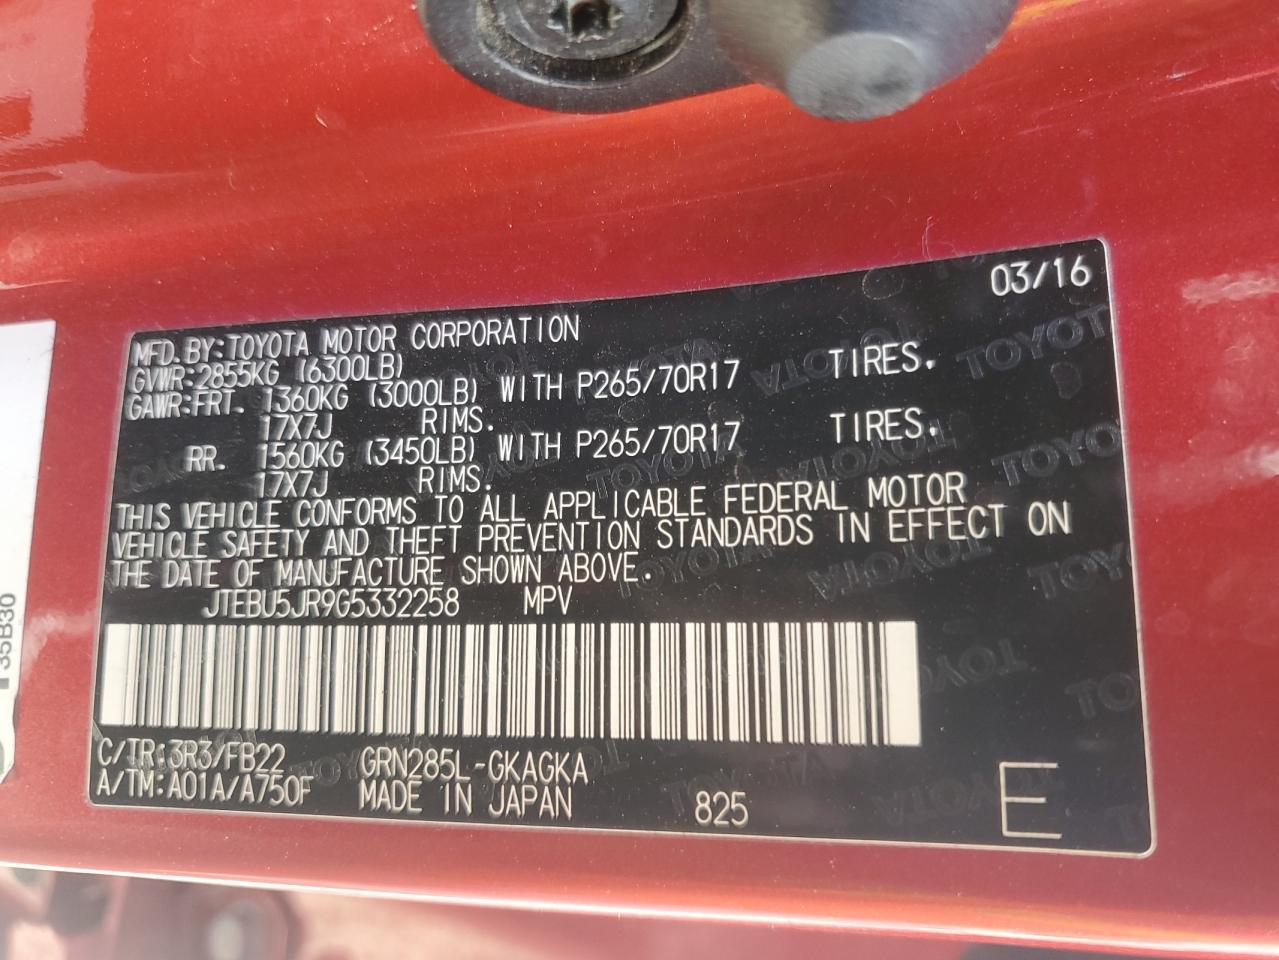 03/16
MFD.BY:TOYOTA MOTOR CORPORATION
GVWR:2855KG (6300LB)
GAWR:FRT. 1360KG (3000LB) WITH P265/70R17 TIRES.
17X7J RIMS.
RR. 1560KG (3450LB) WITH P265/70R17 TIRES.
17X7J RIMS.
THIS VEHICLE CONFORMS TO ALL APPLICABLE FEDERAL MOTOR
VEHICLE SAFETY AND THEFT PREVENTION STANDARDS IN EFFECT ON
THE DATE OF MANUFACTURE SHOWN ABOVE.
JTEBU5JR9G5332258 MPV
C/TR:3R3/FB22 GRN285L-GKAGKA
A/TM:A01A/A750F MADE IN JAPAN 825 E